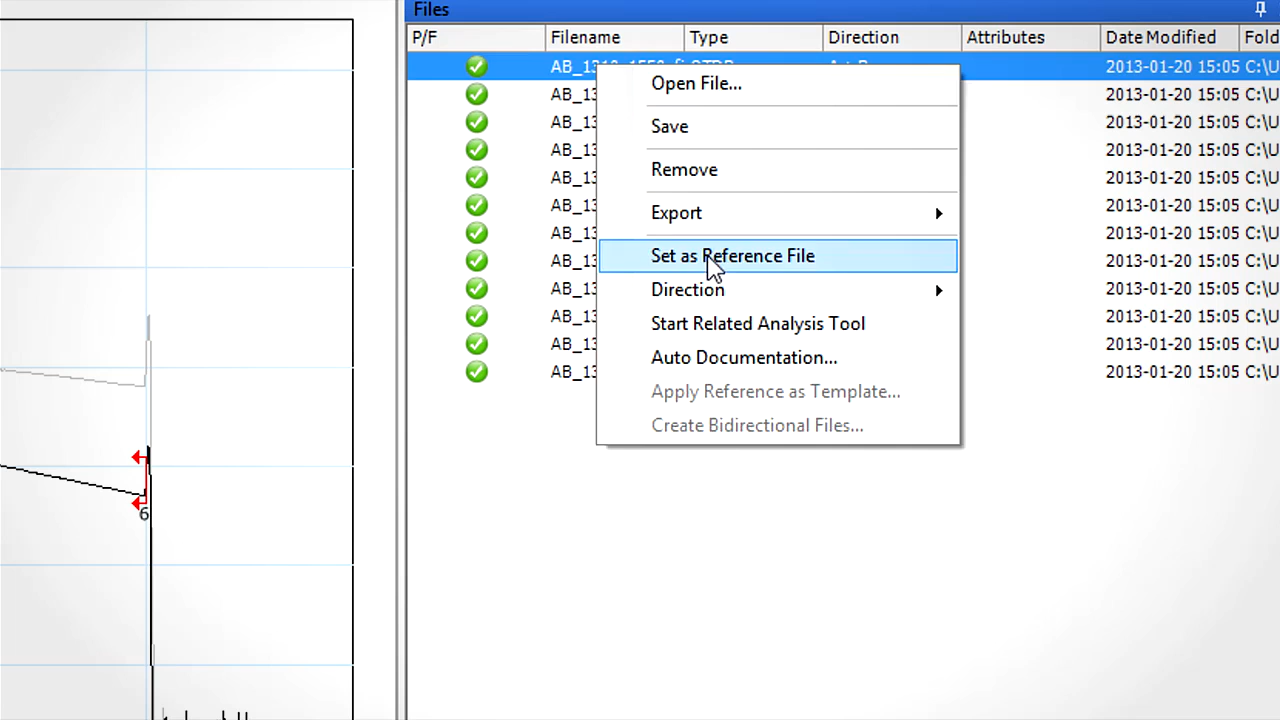 Files
P/F Filename Type Direction Attributes Date Modified Fold
2013-01-20 15:05 C:\U
AB_13 2013-01-20 15:05 C:\U
AB_13 2013-01-20 15:05 C:\U
AB_13 2013-01-20 15:05 C:\U
AB_13 2013-01-20 15:05 C:\U
AB_13 2013-01-20 15:05 C:\U
AB_13 2013-01-20 15:05 C:\U
AB_13 2013-01-20 15:05 C:\U
AB_13 2013-01-20 15:05 C:\U
AB_13 2013-01-20 15:05 C:\U
AB_13 2013-01-20 15:05 C:\U
AB_13 2013-01-20 15:05 C:\U
Open File...
Save
Remove
Export
Set as Reference File
Direction
Start Related Analysis Tool
Auto Documentation...
Apply Reference as Template...
Create Bidirectional Files...
6